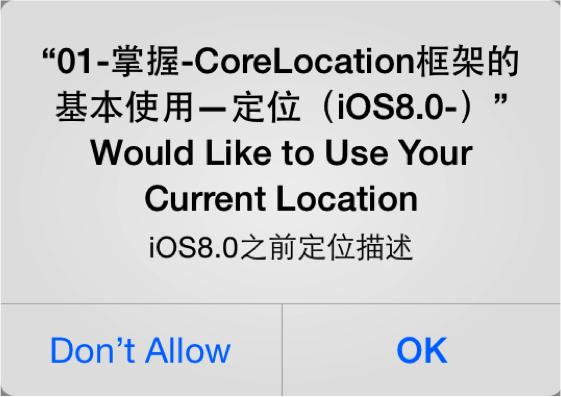 “01-掌握-CoreLocation框架的
基本使用—定位（iOS8.0-）”
Would Like to Use Your
Current Location
iOS8.0之前定位描述
Don’t Allow
OK